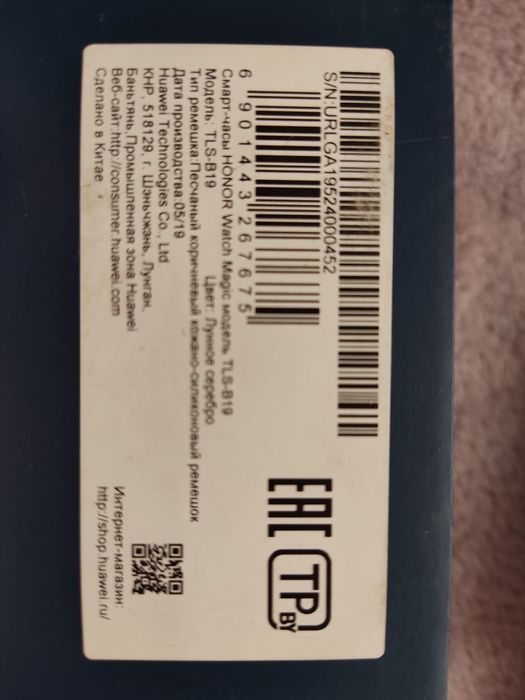 S/N:URLGA19524000452
6 901443 267675
Смарт-часы HONOR Watch Magic модель TLS-B19
Модель: TLS-B19 Цвет: Лунное серебро
Тип ремешка:Песчаный коричневый кожано-силиконовый ремешок
Дата производства:05/19
Huawei Technologies Co., Ltd.
КНР, 518129, г. Шэньчжэнь, Лунган,
Баньтянь,Промышленная зона Huawei
Веб-сайт:http://consumer.huawei.com
Сделано в Китае
EAC
TP
BY
Интернет-магазин:
http://shop.huawei.ru/